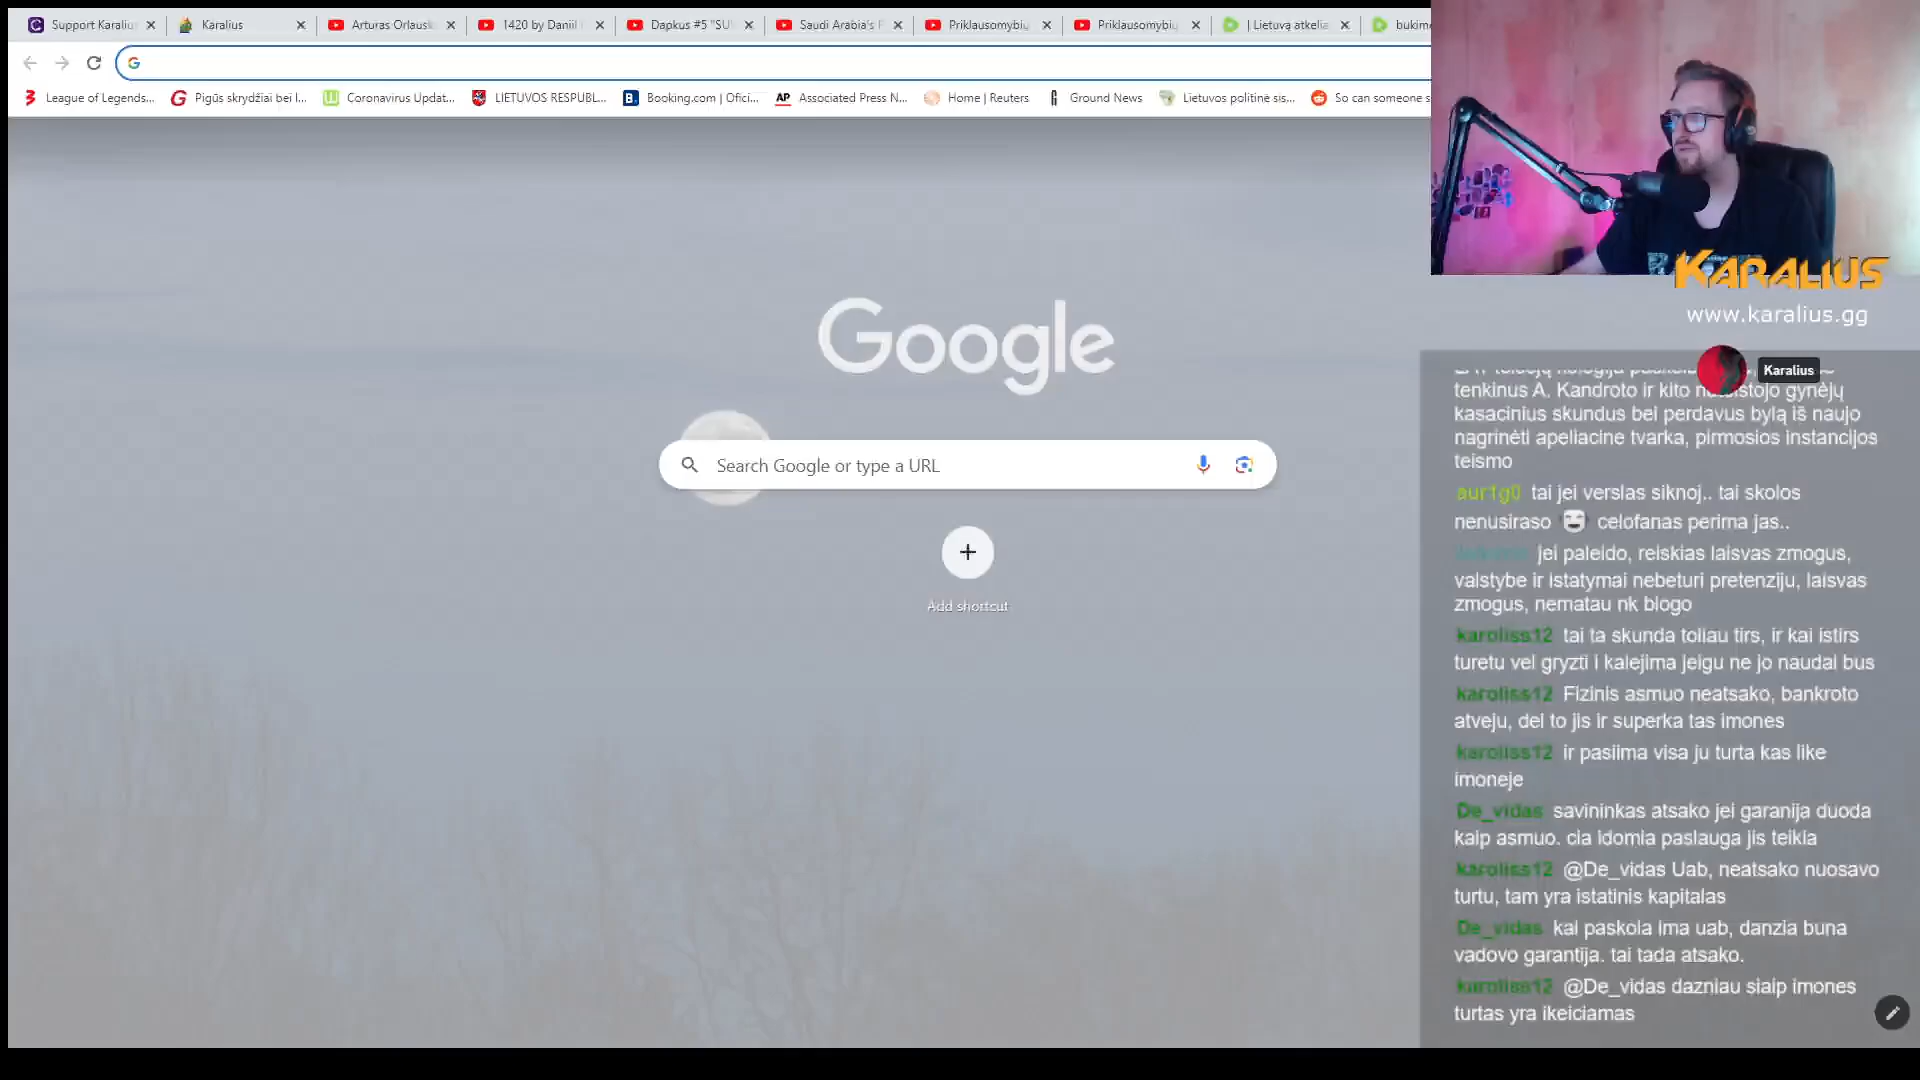 Support Karaliu
Karalius
Arturas Orlausk
1420 by Daniil
Dapkus #5 "SU
Saudi Arabia's F
Priklausomybių
Priklausomybių
| Lietuvą atkelia
bukime
League of Legends...
Pigūs skrydžiai bei l...
Coronavirus Updat...
LIETUVOS RESPUBL...
Booking.com | Ofici...
AP Associated Press N...
Home | Reuters
Ground News
Lietuvos politinė sis...
So can someone s
KARALIUS
www.karalius.gg
Google
Search Google or type a URL
Add shortcut
Karalius
tenkinus A. Kandroto ir kito nuteistojo gynėjų
kasacinius skundus bei perdavus bylą iš naujo
nagrinėti apeliacine tvarka, pirmosios instancijos
teismo
aur1g0 tai jei verslas siknoj.. tai skolos
nenusiraso celofanas perima jas..
jei paleido, reiskias laisvas zmogus,
valstybe ir istatymai nebeturi pretenziju, laisvas
zmogus, nematau nk blogo
karoliss12 tai ta skunda toliau tirs, ir kai istirs
turetu vel gryzti i kalejima jeigu ne jo naudai bus
karoliss12 Fizinis asmuo neatsako, bankroto
atveju, del to jis ir superka tas imones
karoliss12 ir pasiima visa ju turta kas like
imoneje
De_vidas savininkas atsako jei garanija duoda
kaip asmuo. cia idomia paslauga jis teikia
karoliss12 @De_vidas Uab, neatsako nuosavo
turtu, tam yra istatinis kapitalas
De_vidas kai paskola ima uab, danzia buna
vadovo garantija. tai tada atsako.
karoliss12 @De_vidas dazniau siaip imones
turtas yra ikeiciamas